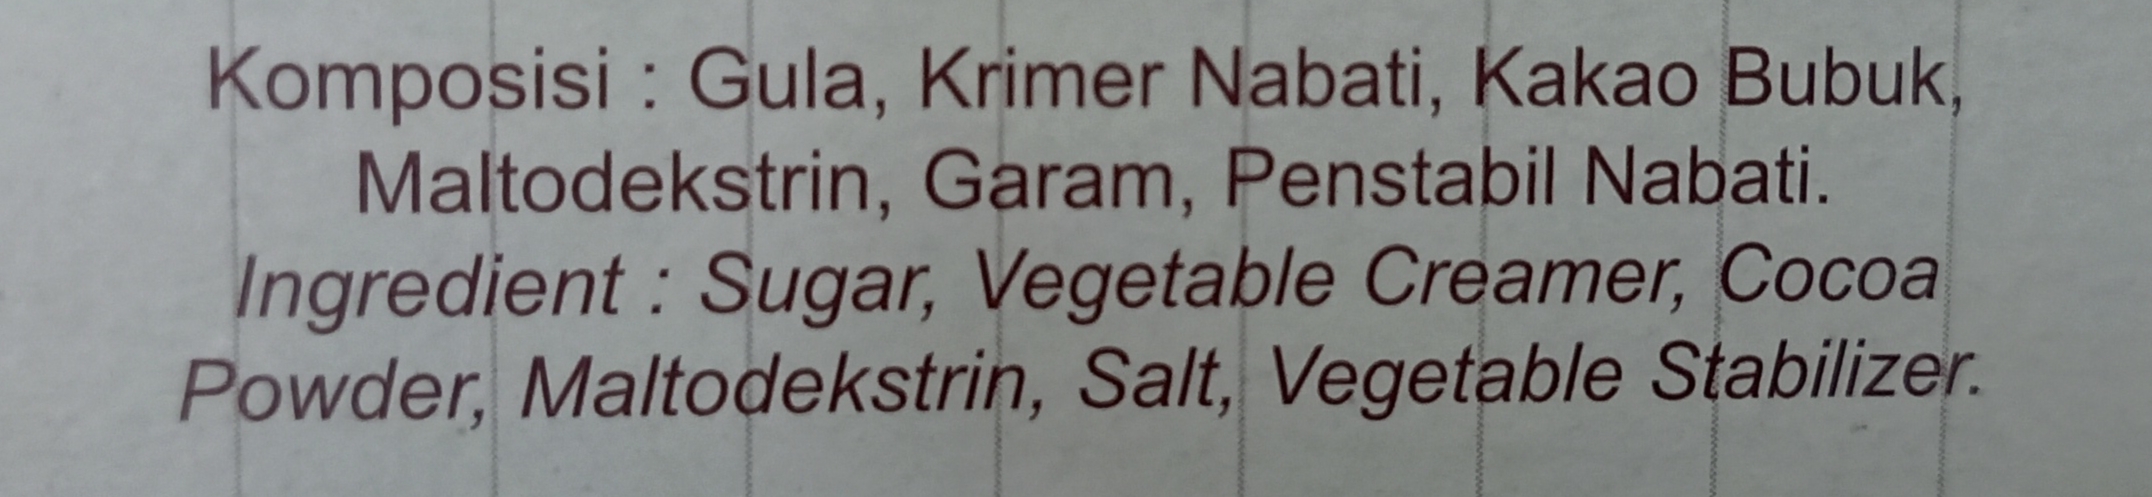 Komposisi : Gula, Krimer Nabati, Kakao Bubuk,
Maltodekstrin, Garam, Penstabil Nabati.
Ingredient : Sugar, Vegetable Creamer, Cocoa
Powder, Maltodekstrin, Salt, Vegetable Stabilizer.